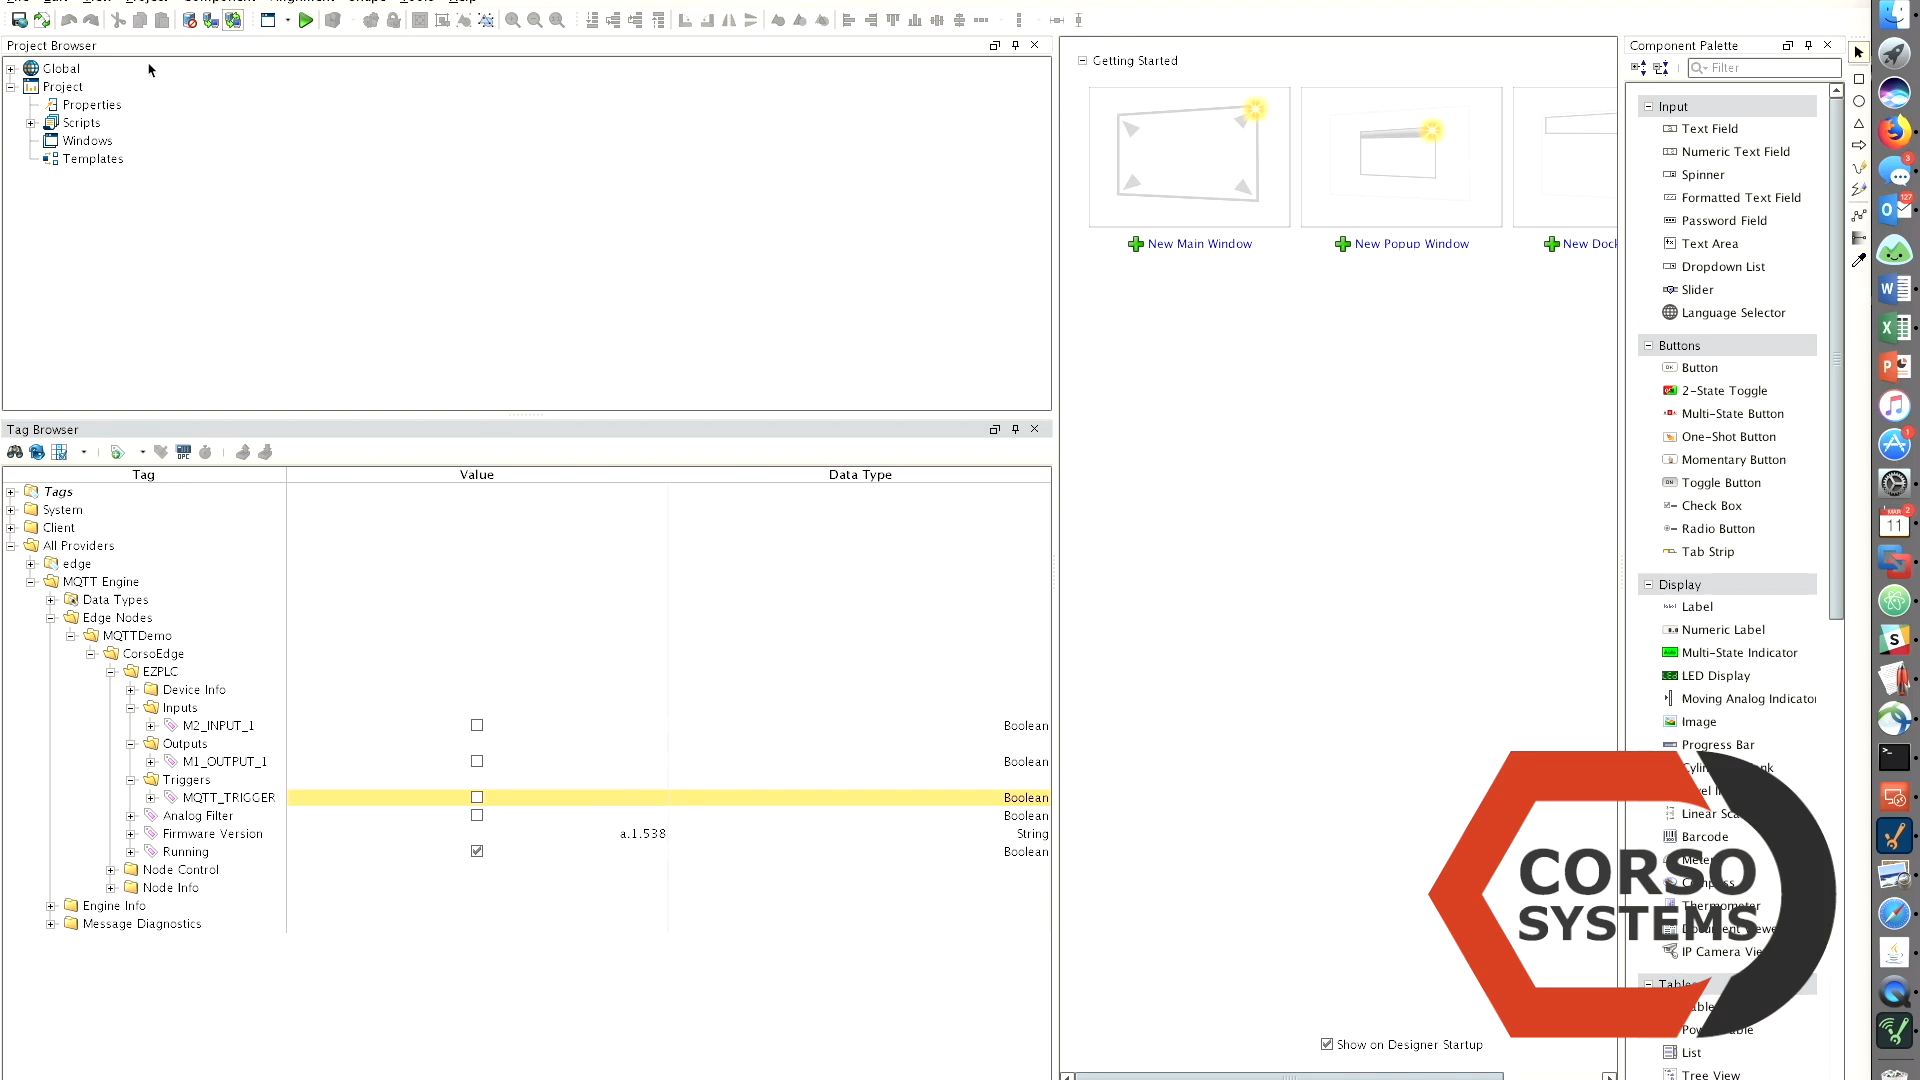 Project Browser
Global
Project
Properties
Scripts
Windows
Templates
Tag Browser
Tag Value Data Type
Tags
System
Client
All Providers
edge
MQTT Engine
Data Types
Edge Nodes
MQTTDemo
CorsoEdge
EZPLC
Device Info
Inputs
M2_INPUT_1 Boolean
Outputs
M1_OUTPUT_1 Boolean
Triggers
MQTT_TRIGGER Boolean
Analog Filter Boolean
Firmware Version a.1.538 String
Running Boolean
Node Control
Node Info
Engine Info
Message Diagnostics
Getting Started
New Main Window New Popup Window New Dock
Show on Designer Startup
Component Palette
Filter
Input
Text Field
Numeric Text Field
Spinner
Formatted Text Field
Password Field
Text Area
Dropdown List
Slider
Language Selector
Buttons
Button
2-State Toggle
Multi-State Button
One-Shot Button
Momentary Button
Toggle Button
Check Box
Radio Button
Tab Strip
Display
Label
Numeric Label
Multi-State Indicator
LED Display
Moving Analog Indicator
Image
Progress Bar
Linear
Barcode
Thermometer
IP Camera
List
Tree View
CORSO
SYSTEMS